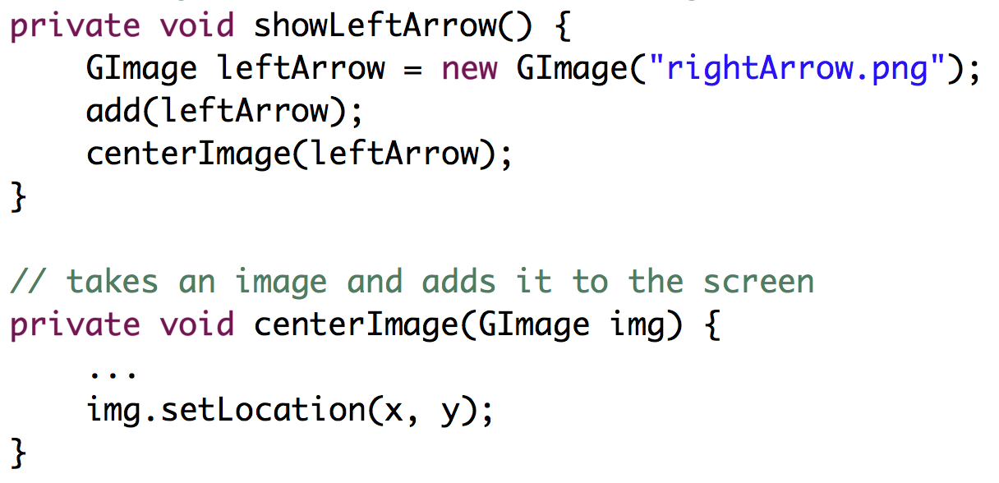 private void showLeftArrow() {
    GImage leftArrow = new GImage("rightArrow.png");
    add(leftArrow);
    centerImage(leftArrow);
}

// takes an image and adds it to the screen
private void centerImage(GImage img) {
    ...
    img.setLocation(x, y);
}